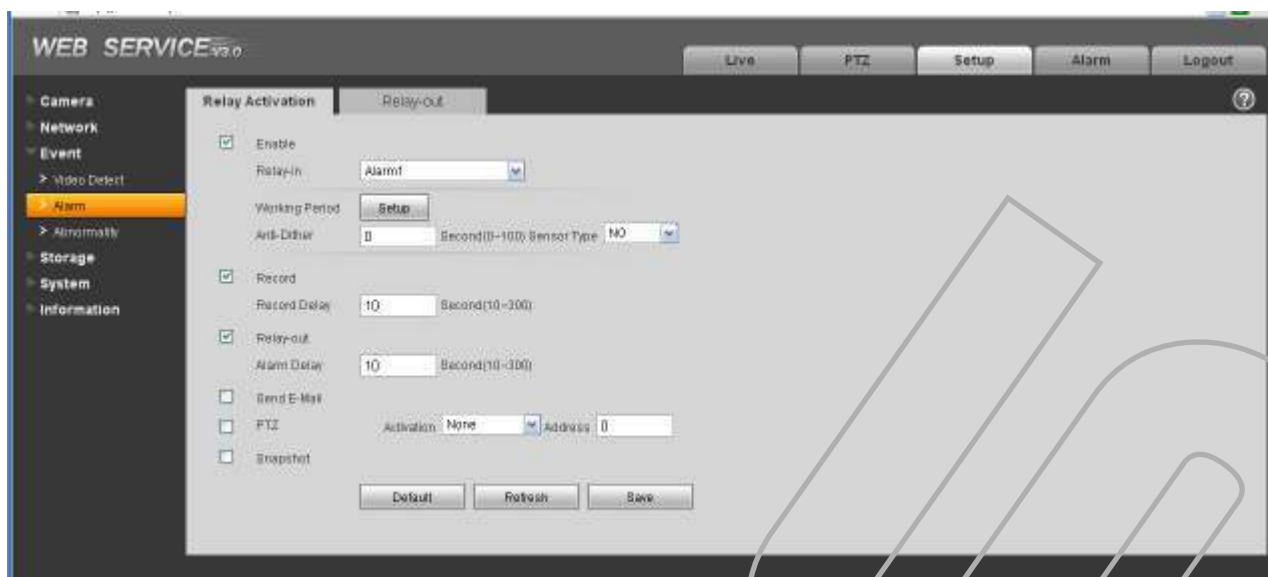 WEB SERVICE V3.0
Live PTZ Setup Alarm Logout
Camera
Network
Event
> Video Detect
> Alarm
> Abnormality
Storage
System
Information
Relay Activation Relay-out
Enable
Relay-in Alarm1
Working Period Setup
Anti-Dither 0 Second(0~100) Sensor Type NO
Record
Record Delay 10 Second(10~300)
Relay-out
Alarm Delay 10 Second(10~300)
Send E-Mail
PTZ Activation None Address 0
Snapshot
Default Refresh Save